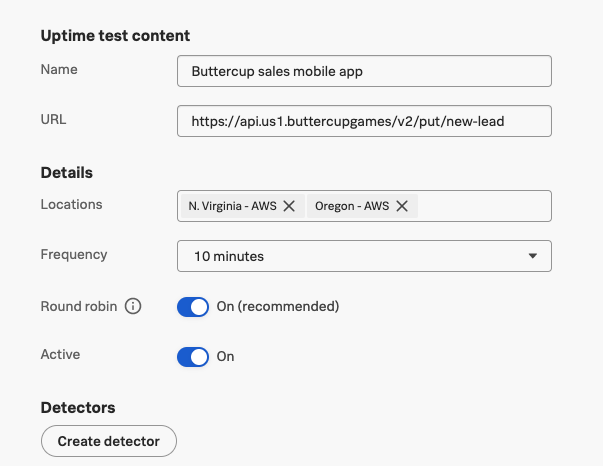 Uptime test content
Name
Buttercup sales mobile app
URL
https://api.us1.buttercupgames/v2/put/new-lead
Details
Locations
N. Virginia - AWS
Oregon - AWS
Frequency
10 minutes
Round robin
On (recommended)
Active
On
Detectors
Create detector